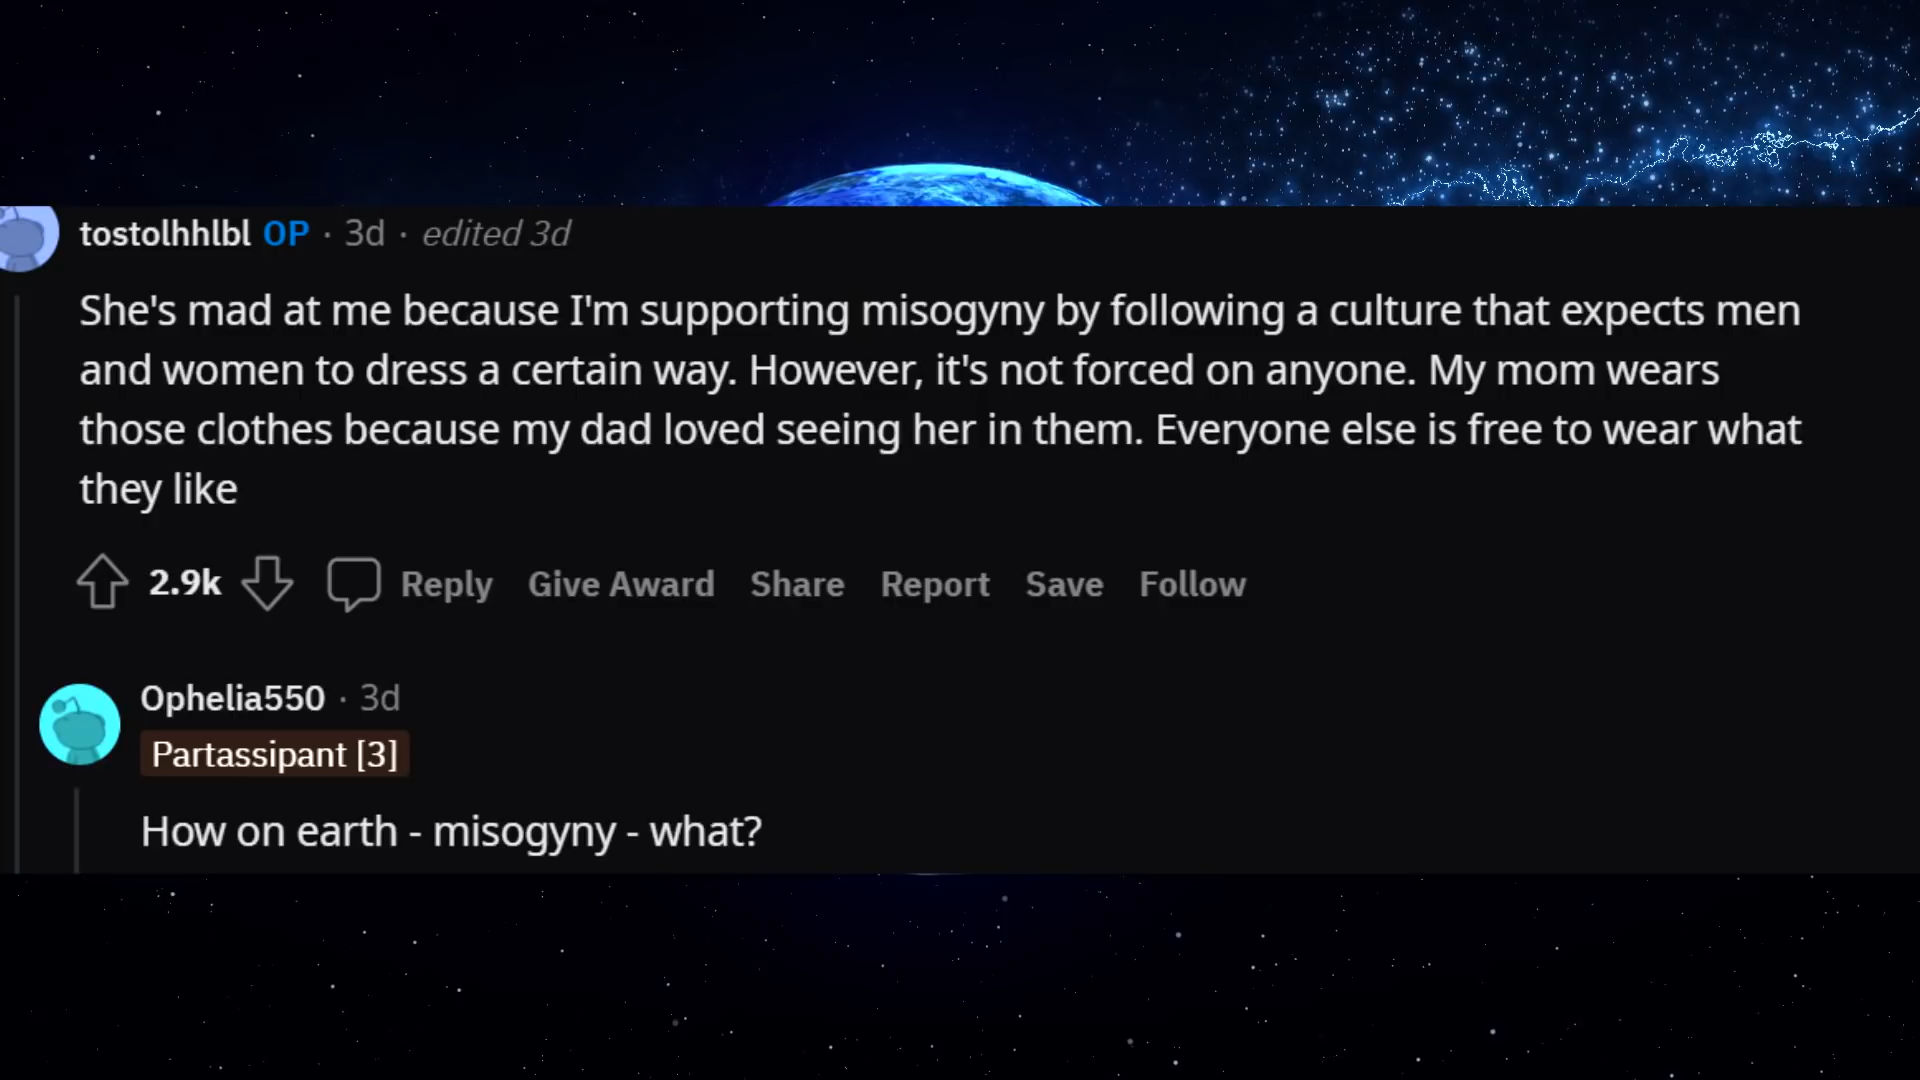 tostolhhlbl OP · 3d · edited 3d
She's mad at me because I'm supporting misogyny by following a culture that expects men
and women to dress a certain way. However, it's not forced on anyone. My mom wears
those clothes because my dad loved seeing her in them. Everyone else is free to wear what
they like
2.9k Reply Give Award Share Report Save Follow
Ophelia550 · 3d
Partassipant [3]
How on earth - misogyny - what?